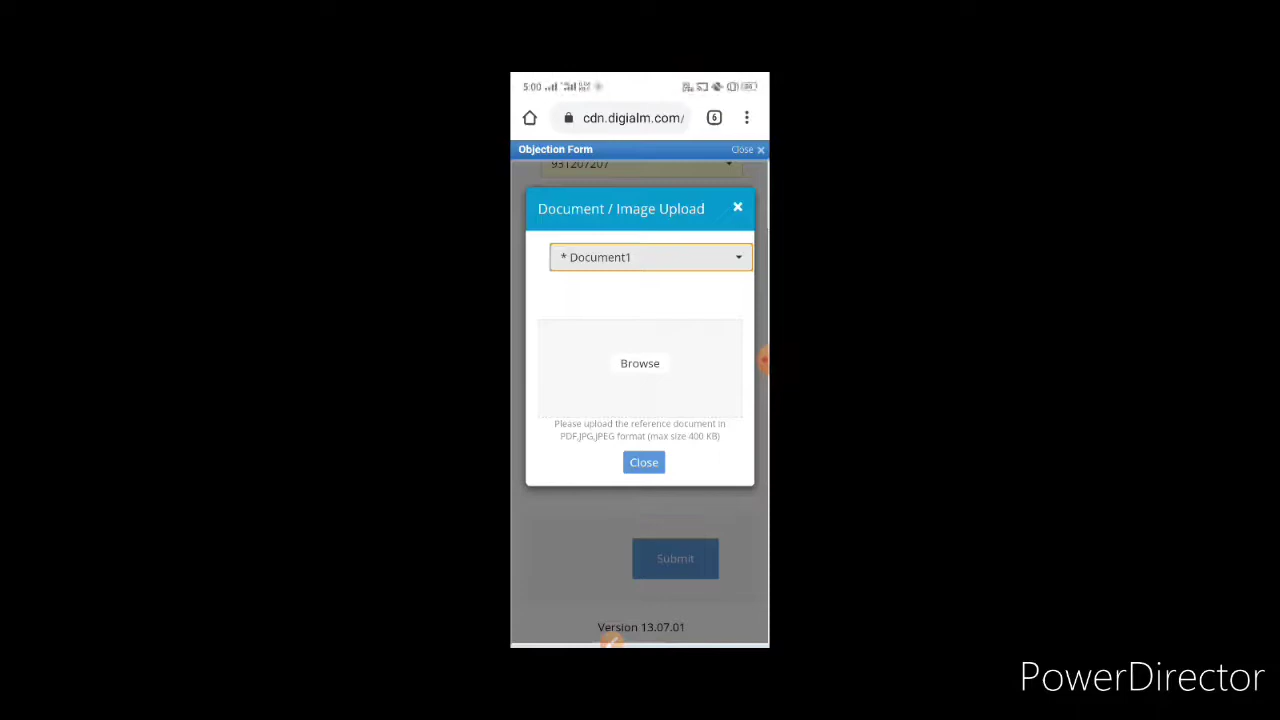 5:00
cdn.digialm.com/
6
Objection Form
Close ×
931207207
Document / Image Upload
×
* Document1
Browse
Please upload the reference document in
PDF,JPG,JPEG format (max size 400 KB)
Close
Submit
Version 13.07.01
PowerDirector